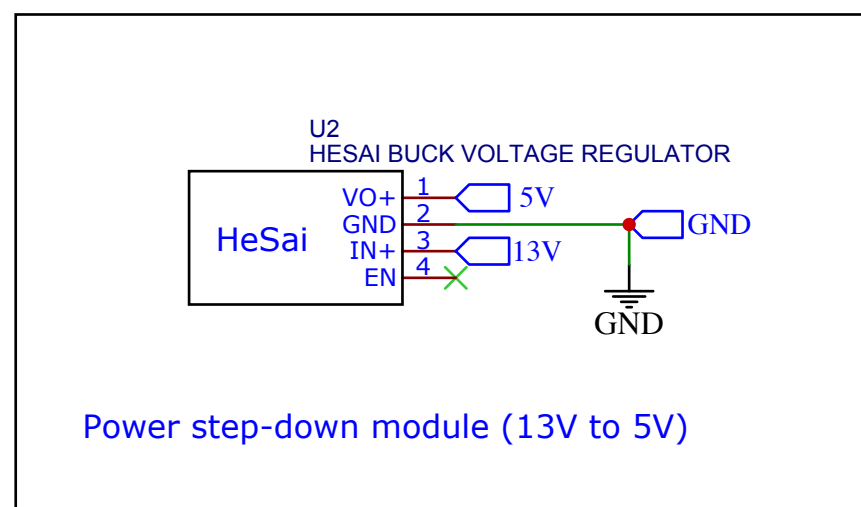 U2
HESAI BUCK VOLTAGE REGULATOR
HeSai
VO+ 1 5V
GND 2 GND
IN+ 3 13V
EN 4
GND
Power step-down module (13V to 5V)